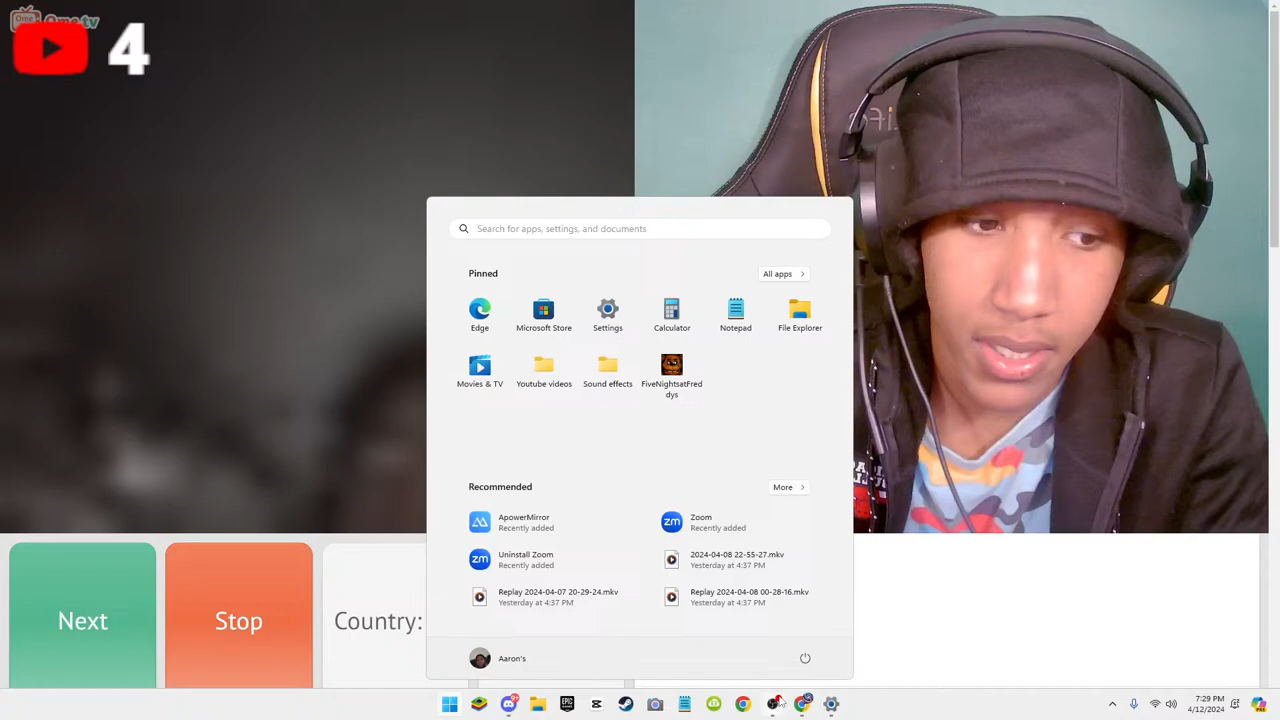 Ome.tv
4
Search for apps, settings, and documents
Pinned
All apps
Edge
Microsoft Store
Settings
Calculator
Notepad
File Explorer
Movies & TV
Youtube videos
Sound effects
FiveNightsatFred
dys
Recommended
More
ApowerMirror
Recently added
Zoom
Recently added
Uninstall Zoom
Recently added
2024-04-08 22-55-27.mkv
Yesterday at 4:37 PM
Replay 2024-04-07 20-29-24.mkv
Yesterday at 4:37 PM
Replay 2024-04-08 00-28-16.mkv
Yesterday at 4:37 PM
Next
Stop
Country:
Aaron's
7:29 PM
4/12/2024